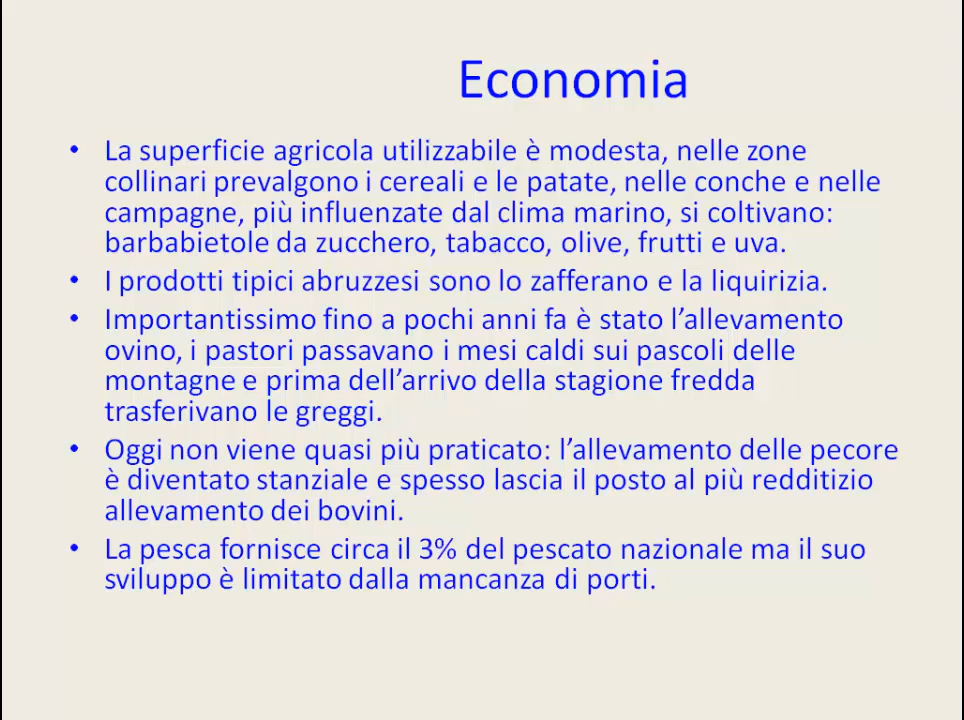 Economia
• La superficie agricola utilizzabile è modesta, nelle zone
collinari prevalgono i cereali e le patate, nelle conche e nelle
campagne, più influenzate dal clima marino, si coltivano:
barbabietole da zucchero, tabacco, olive, frutti e uva.
• I prodotti tipici abruzzesi sono lo zafferano e la liquirizia.
• Importantissimo fino a pochi anni fa è stato l’allevamento
ovino, i pastori passavano i mesi caldi sui pascoli delle
montagne e prima dell’arrivo della stagione fredda
trasferivano le greggi.
• Oggi non viene quasi più praticato: l’allevamento delle pecore
è diventato stanziale e spesso lascia il posto al più redditizio
allevamento dei bovini.
• La pesca fornisce circa il 3% del pescato nazionale ma il suo
sviluppo è limitato dalla mancanza di porti.